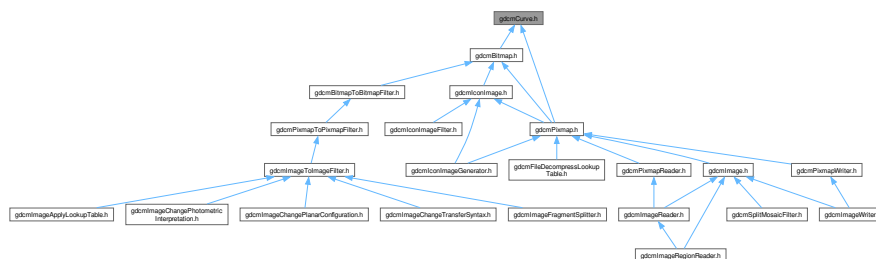 gdcmCurve.h
gdcmBitmap.h
gdcmBitmapToBitmapFilter.h
gdcmIconImage.h
gdcmPixmapToPixmapFilter.h
gdcmIconImageFilter.h
gdcmPixmap.h
gdcmImageToImageFilter.h
gdcmIconImageGenerator.h
gdcmFileDecompressLookup
Table.h
gdcmPixmapReader.h
gdcmImage.h
gdcmPixmapWriter.h
gdcmImageApplyLookupTable.h
gdcmImageChangePhotometric
Interpretation.h
gdcmImageChangePlanarConfiguration.h
gdcmImageChangeTransferSyntax.h
gdcmImageFragmentSplitter.h
gdcmImageReader.h
gdcmSplitMosaicFilter.h
gdcmImageWriter.h
gdcmImageRegionReader.h